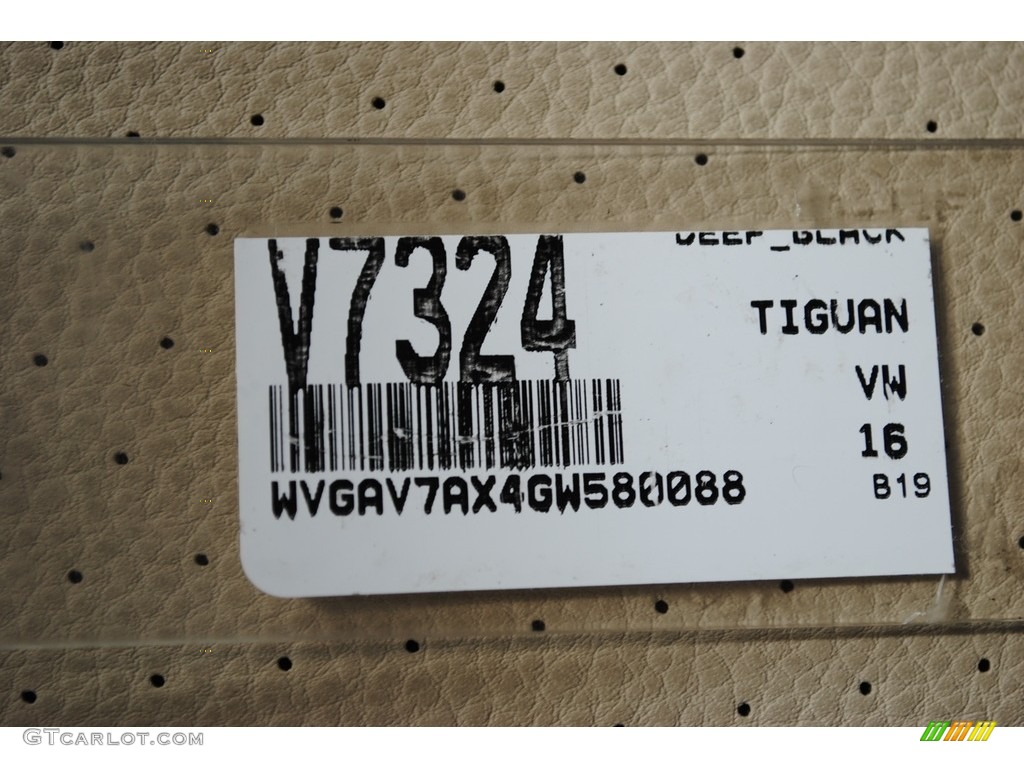 DEEP_BLACK
V7324
TIGUAN
VW
16
WVGAV7AX4GW580088
B19
GTCARLOT.COM